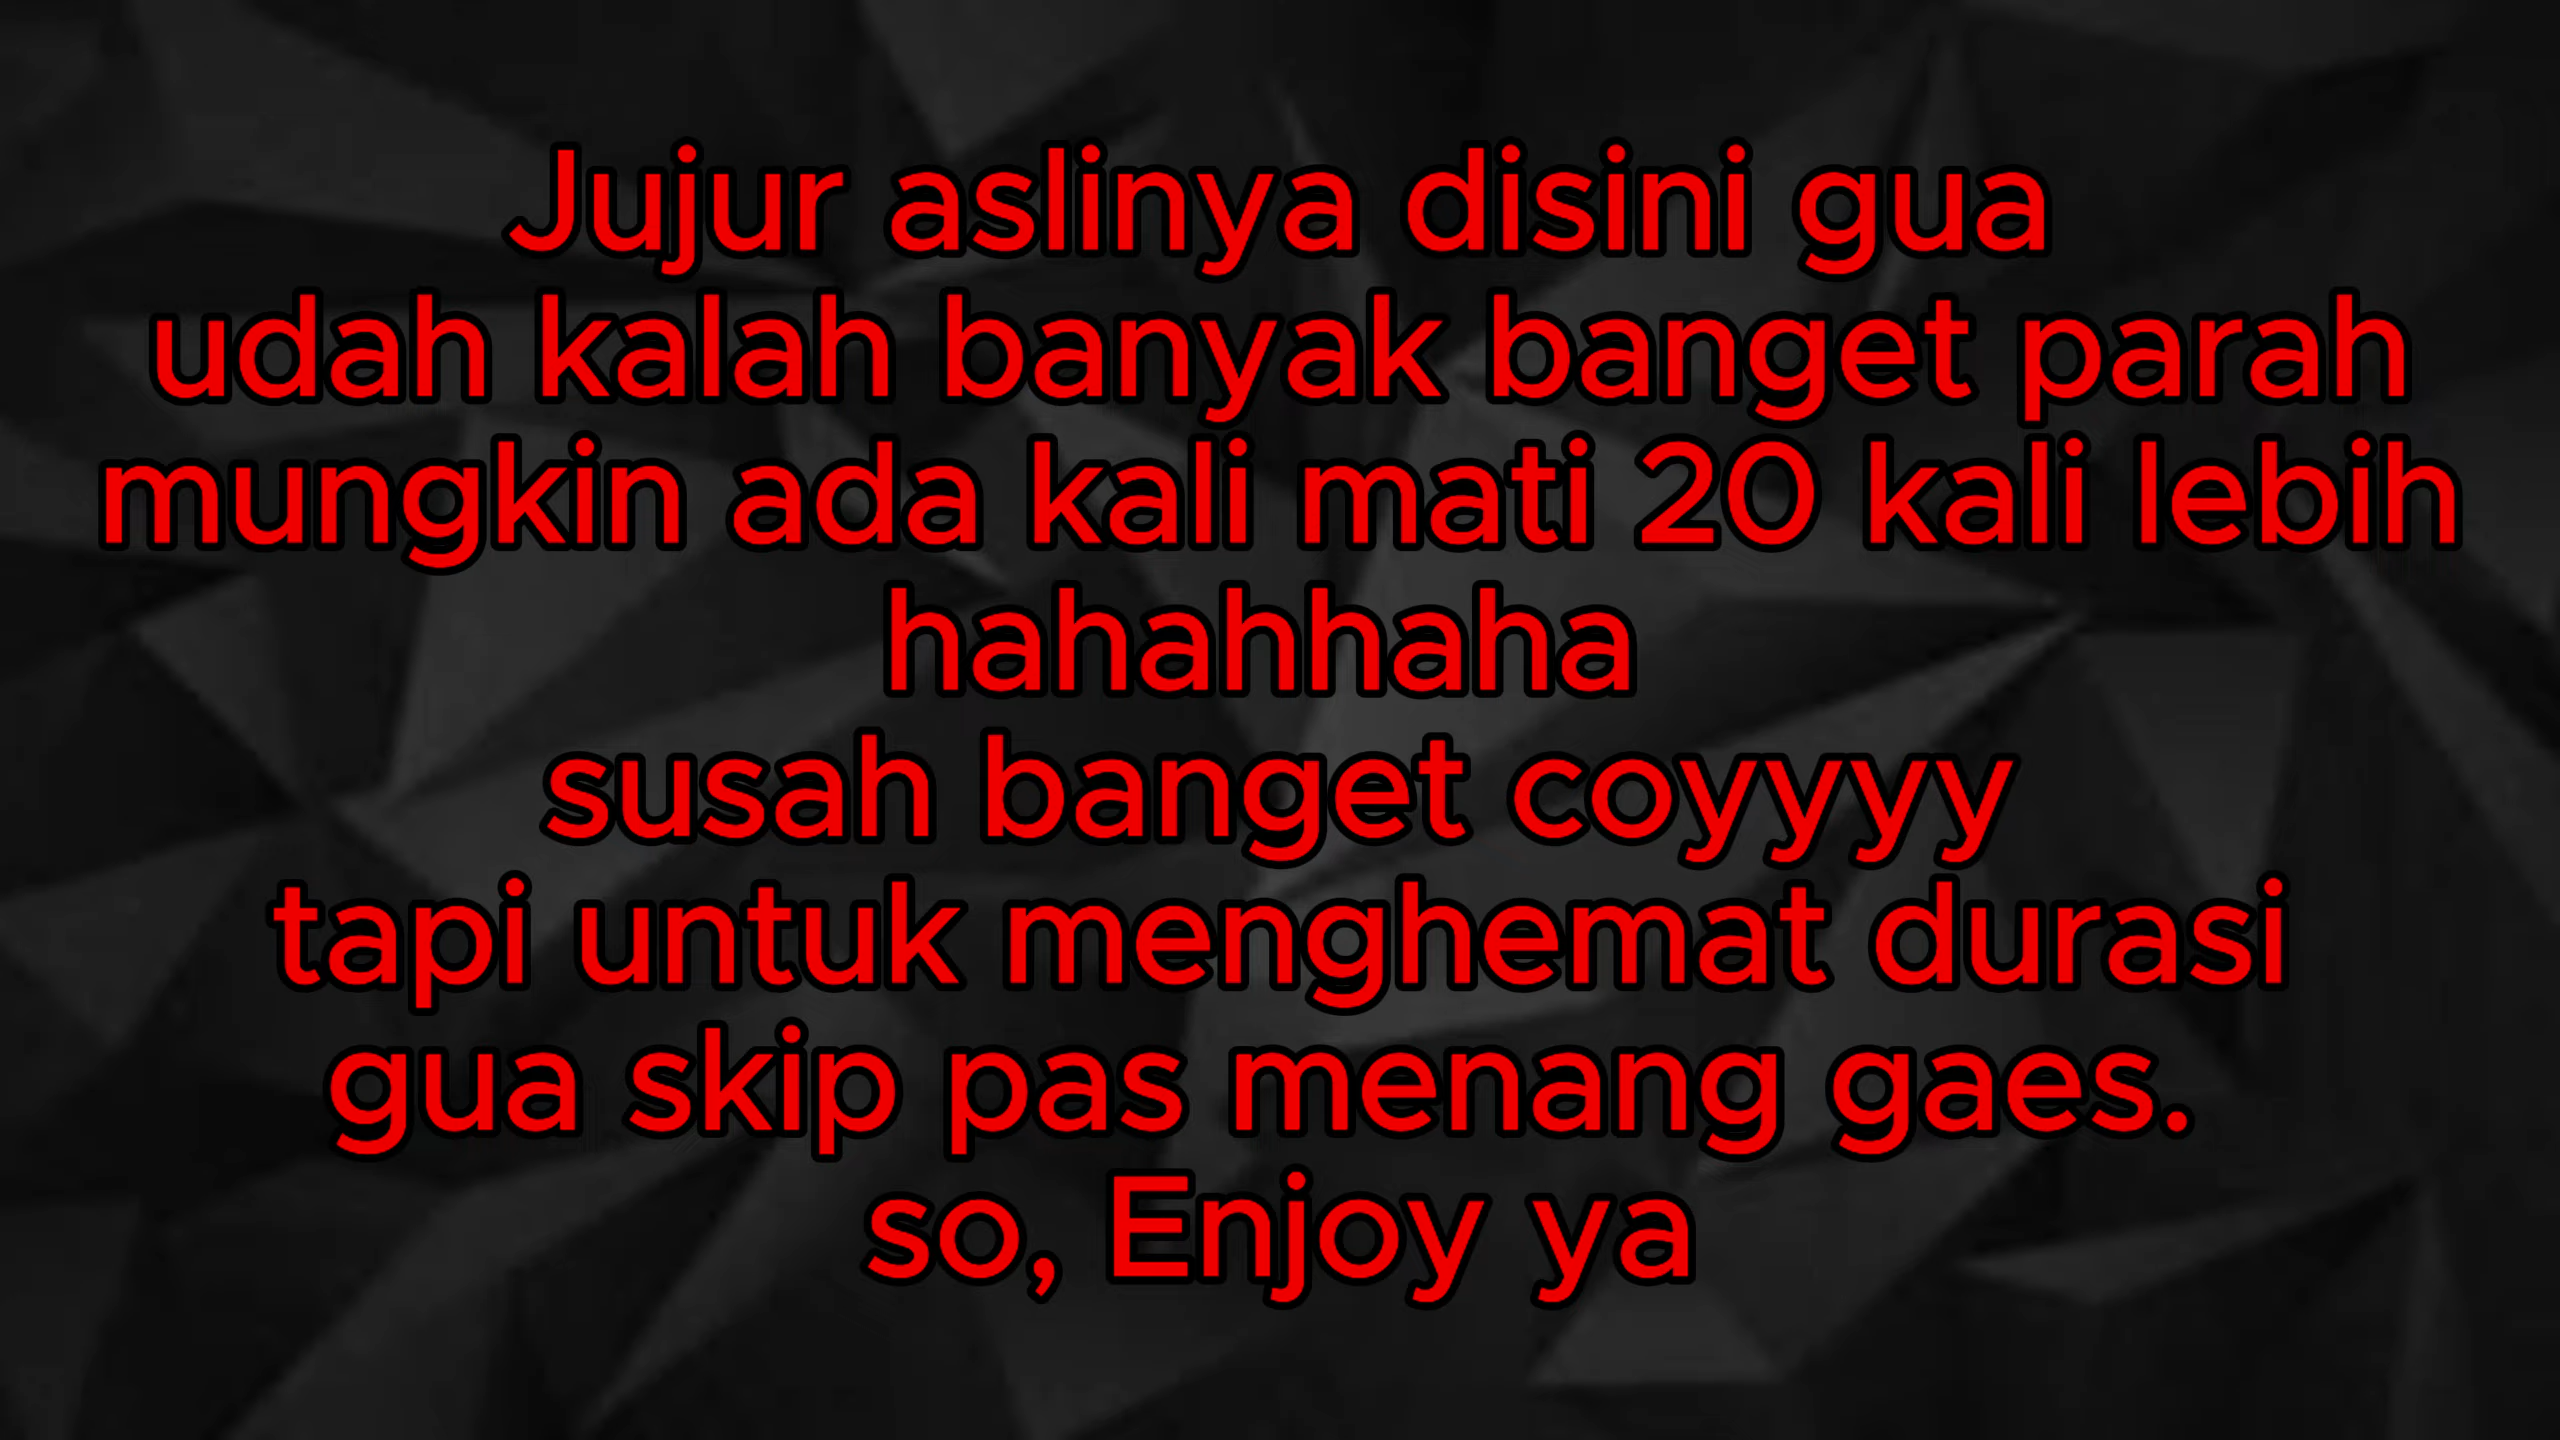 Jujur aslinya disini gua
udah kalah banyak banget parah
mungkin ada kali mati 20 kali lebih
hahahhaha
susah banget coyyyy
tapi untuk menghemat durasi
gua skip pas menang gaes.
so, Enjoy ya